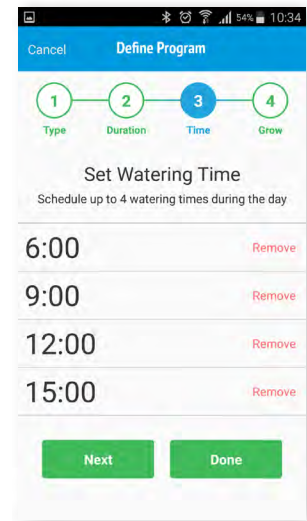 54% 10:34
Cancel Define Program
1 2 3 4
Type Duration Time Grow
Set Watering Time
Schedule up to 4 watering times during the day
6:00 Remove
9:00 Remove
12:00 Remove
15:00 Remove
Next Done